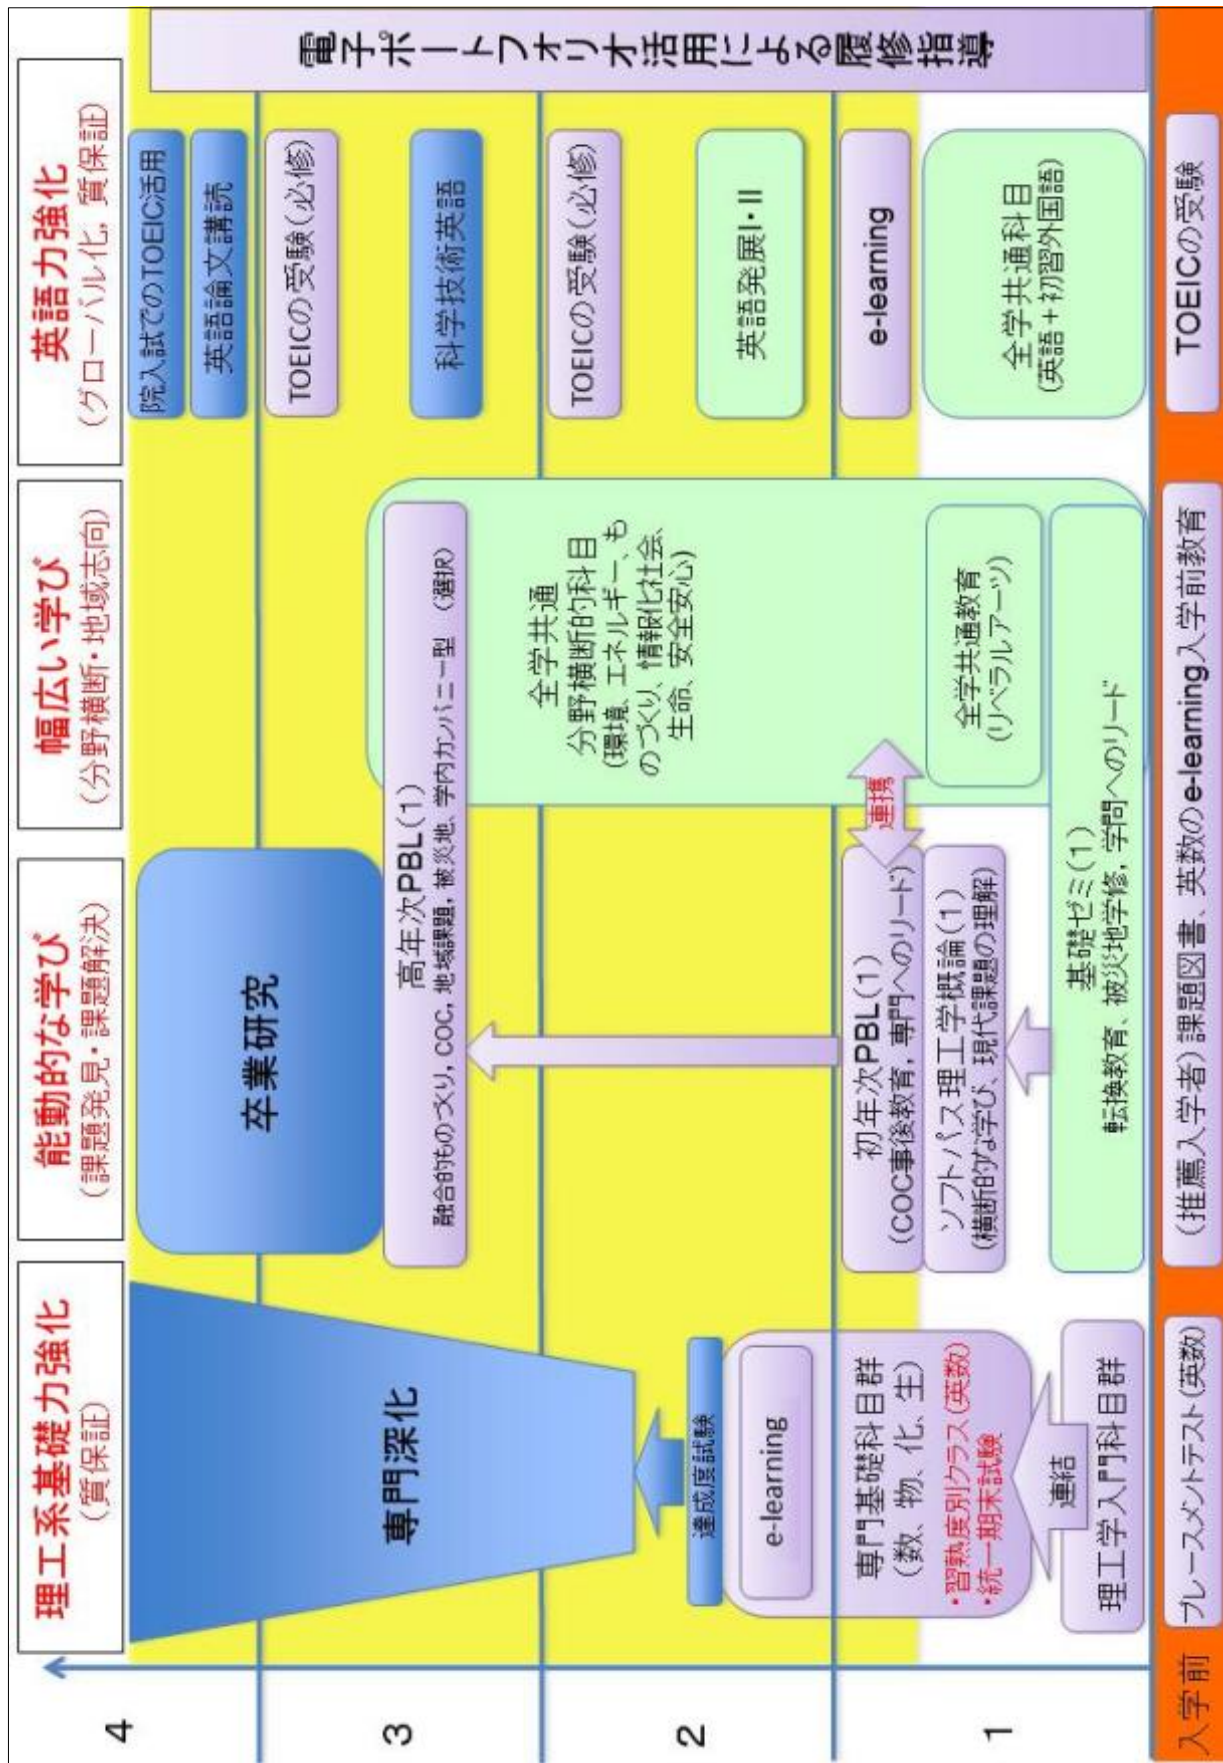 理工系基礎力強化
(質保証)
能動的な学び
(課題発見・課題解決)
幅広い学び
(分野横断・地域志向)
英語力強化
(グローバル化, 質保証)
4
3
2
1
入学前
専門深化
達成度試験
e-learning
専門基礎科目群
(数、物、化、生)
・習熟度別クラス(英数)
・統一期末試験
連結
理工学入門科目群
プレースメントテスト(英数)
卒業研究
高年次PBL(1)
融合的ものづくり, COC, 地域課題, 被災地、学内カンパニー型 (選択)
初年次PBL(1)
(COC事後教育, 専門へのリード)
ソフトパス理工学概論(1)
(横断的な学び、現代課題の理解)
連携
基礎ゼミ(1)
転換教育、被災地学修, 学問へのリード
(推薦入学者) 課題図書、英数のe-learning入学前教育
全学共通
分野横断的科目
(環境、エネルギー、も
のづくり、情報化社会、
生命、安全安心)
全学共通教育
(リベラルアーツ)
院入試でのTOEIC活用
英語論文講読
TOEICの受験(必修)
科学技術英語
TOEICの受験(必修)
英語発展I・II
e-learning
全学共通科目
(英語+初習外国語)
TOEICの受験
電子ポートフォリオ活用による履修指導